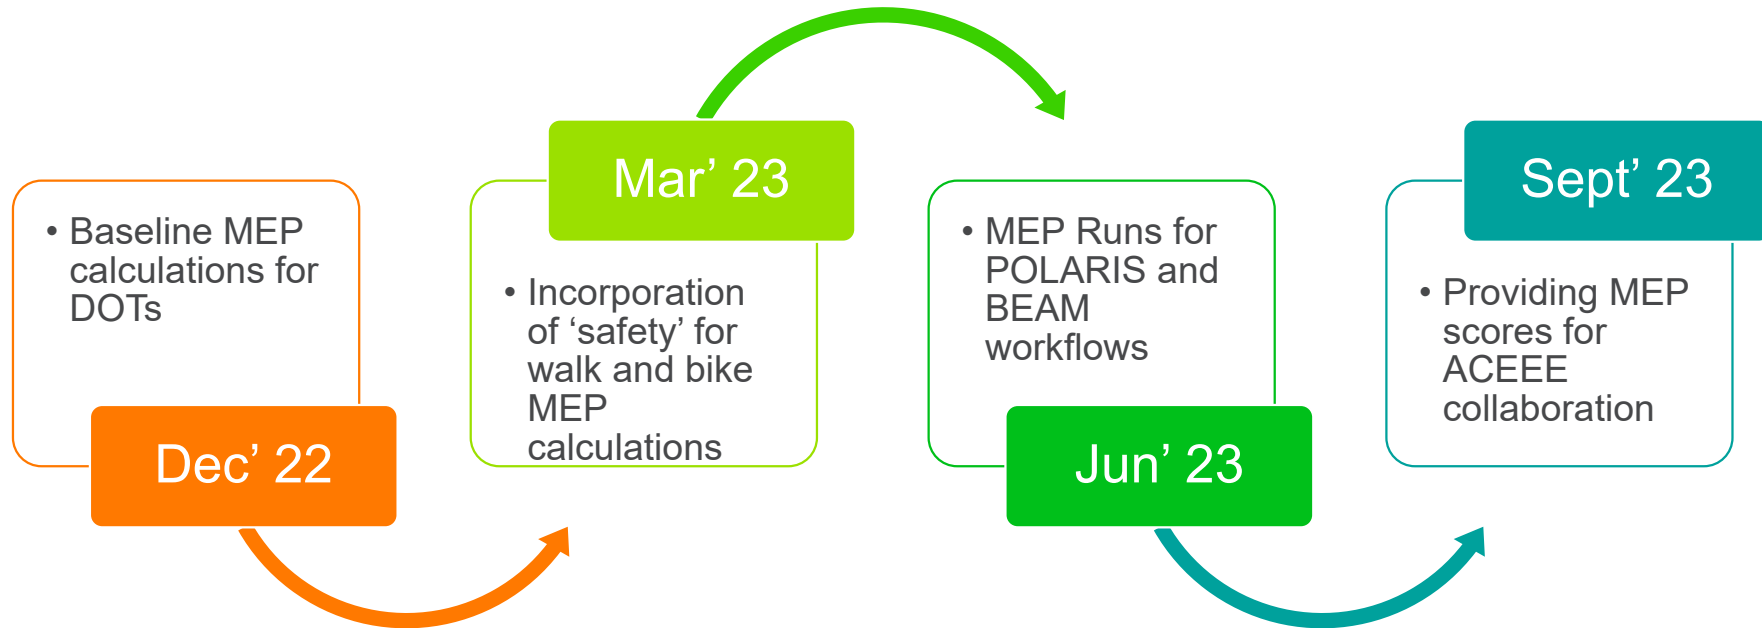 • Baseline MEP
calculations for
DOTs
Dec’ 22
Mar’ 23
• Incorporation
of ‘safety’ for
walk and bike
MEP
calculations
• MEP Runs for
POLARIS and
BEAM
workflows
Jun’ 23
Sept’ 23
• Providing MEP
scores for
ACEEE
collaboration